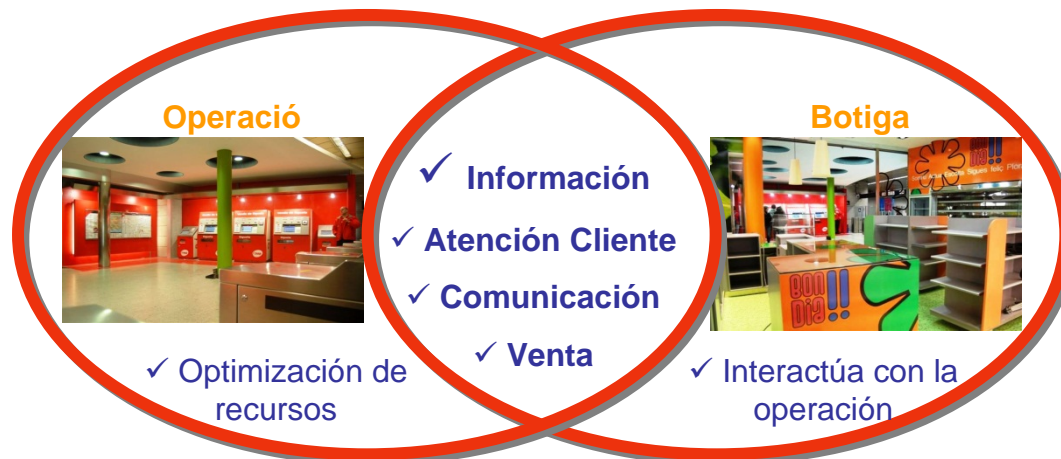 Operació
Botiga
✓ Información
✓ Atención Cliente
✓ Comunicación
✓ Venta
✓ Optimización de
recursos
✓ Interactúa con la
operación
BON
Dia!!